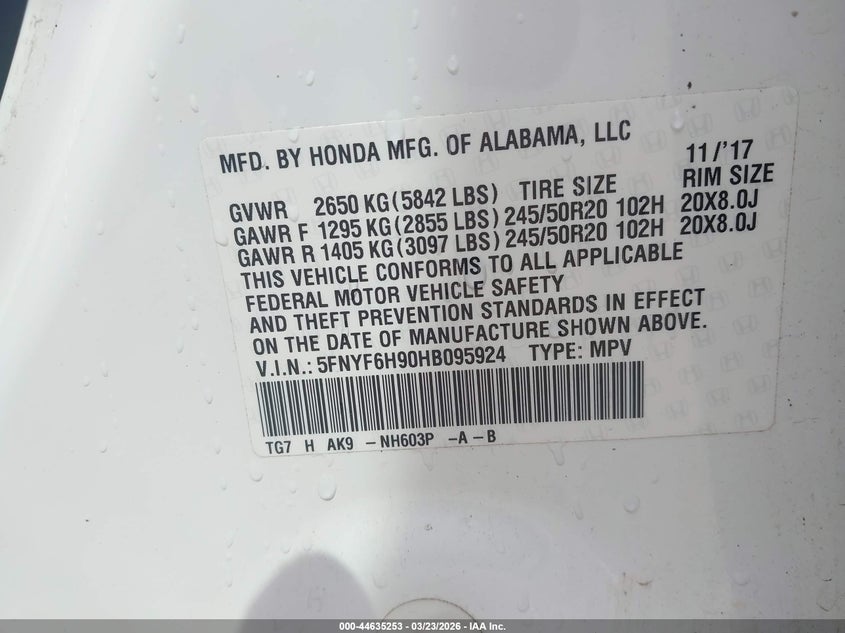 MFD. BY HONDA MFG. OF ALABAMA, LLC 11/'17
GVWR 2650 KG(5842 LBS) TIRE SIZE RIM SIZE
GAWR F 1295 KG(2855 LBS) 245/50R20 102H 20X8.0J
GAWR R 1405 KG(3097 LBS) 245/50R20 102H 20X8.0J
THIS VEHICLE CONFORMS TO ALL APPLICABLE
FEDERAL MOTOR VEHICLE SAFETY
AND THEFT PREVENTION STANDARDS IN EFFECT
ON THE DATE OF MANUFACTURE SHOWN ABOVE.
V.I.N.: 5FNYF6H90HB095924 TYPE: MPV
TG7 H AK9 -NH603P -A-B
000-44635253 - 03/23/2026 - IAA Inc.